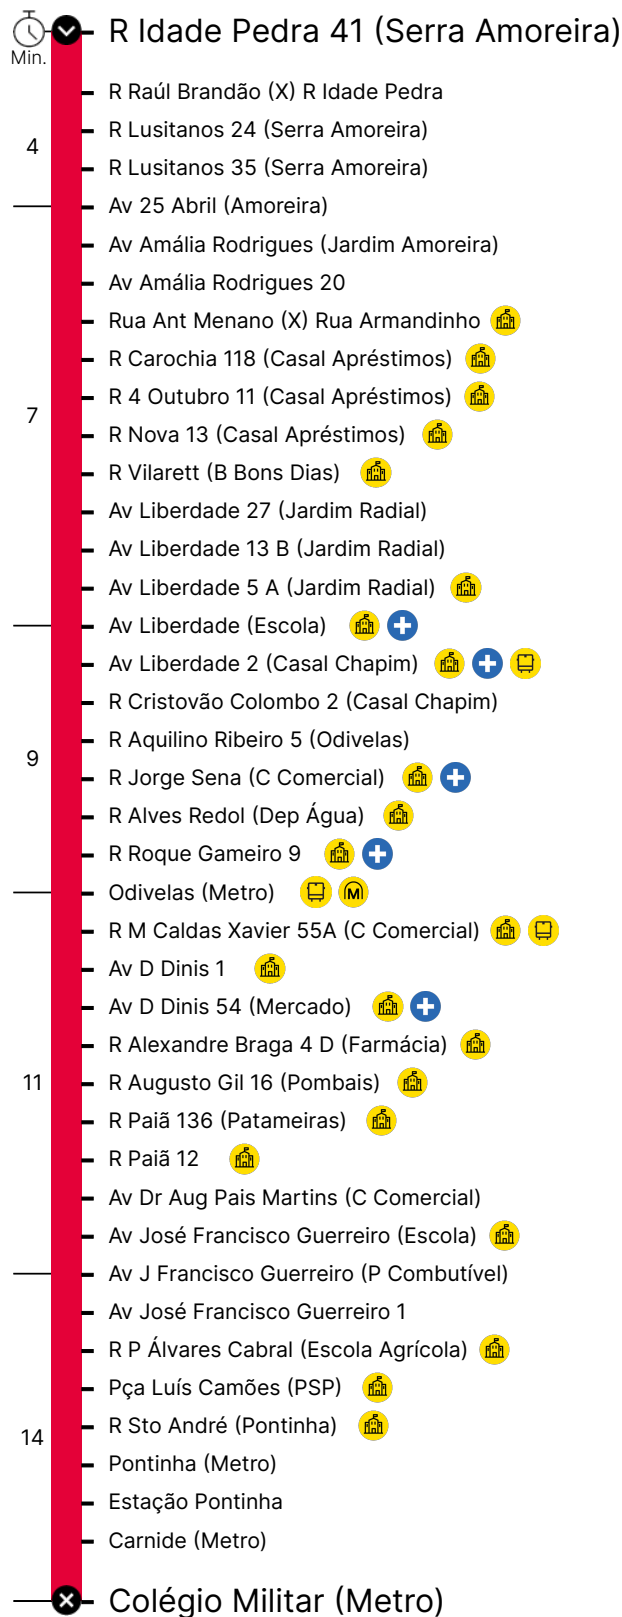 R Idade Pedra 41 (Serra Amoreira)
Min.
R Raúl Brandão (X) R Idade Pedra
R Lusitanos 24 (Serra Amoreira)
4
R Lusitanos 35 (Serra Amoreira)
Av 25 Abril (Amoreira)
Av Amália Rodrigues (Jardim Amoreira)
Av Amália Rodrigues 20
Rua Ant Menano (X) Rua Armandinho
R Carochia 118 (Casal Apréstimos)
R 4 Outubro 11 (Casal Apréstimos)
7
R Nova 13 (Casal Apréstimos)
R Vilarett (B Bons Dias)
Av Liberdade 27 (Jardim Radial)
Av Liberdade 13 B (Jardim Radial)
Av Liberdade 5 A (Jardim Radial)
Av Liberdade (Escola)
Av Liberdade 2 (Casal Chapim)
R Cristovão Colombo 2 (Casal Chapim)
R Aquilino Ribeiro 5 (Odivelas)
9
R Jorge Sena (C Comercial)
R Alves Redol (Dep Água)
R Roque Gameiro 9
Odivelas (Metro) M
R M Caldas Xavier 55A (C Comercial)
Av D Dinis 1
Av D Dinis 54 (Mercado)
R Alexandre Braga 4 D (Farmácia)
11
R Augusto Gil 16 (Pombais)
R Paiã 136 (Patameiras)
R Paiã 12
Av Dr Aug Pais Martins (C Comercial)
Av José Francisco Guerreiro (Escola)
Av J Francisco Guerreiro (P Combutível)
Av José Francisco Guerreiro 1
R P Álvares Cabral (Escola Agrícola)
Pça Luís Camões (PSP)
R Sto André (Pontinha)
14
Pontinha (Metro)
Estação Pontinha
Carnide (Metro)
Colégio Militar (Metro)